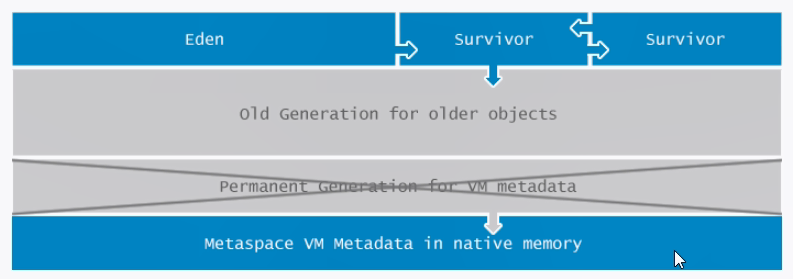 Eden
Survivor
Survivor
Old Generation for older objects
Permanent Generation for VM metadata
Metaspace VM Metadata in native memory